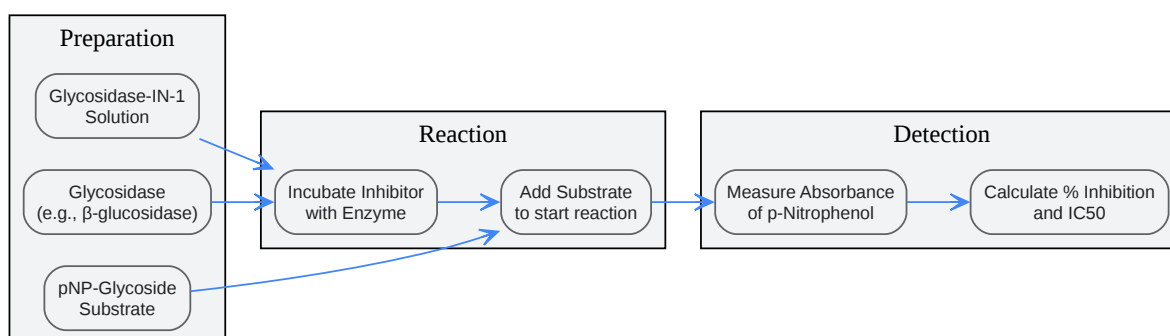 Preparation
Glycosidase-IN-1
Solution
Glycosidase
(e.g., β-glucosidase)
pNP-Glycoside
Substrate
Reaction
Incubate Inhibitor
with Enzyme
Add Substrate
to start reaction
Detection
Measure Absorbance
of p-Nitrophenol
Calculate % Inhibition
and IC50